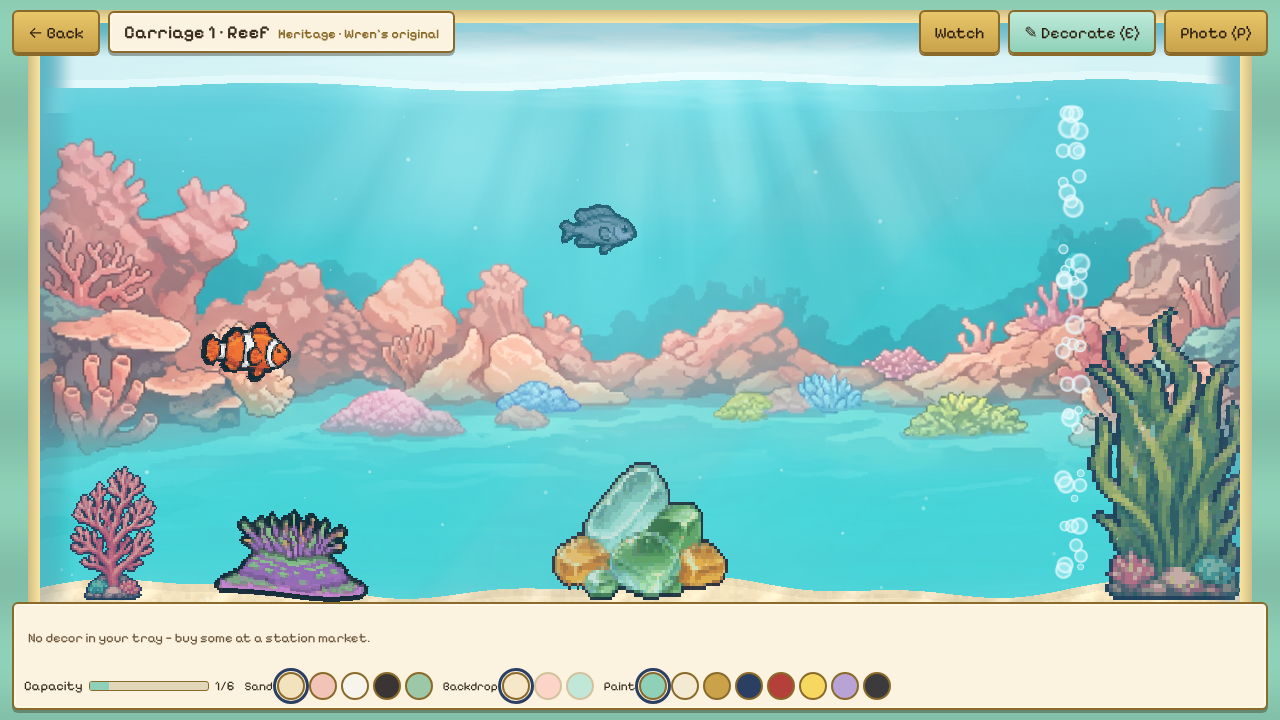 ← Back
Carriage 1 · Reef Heritage · Wren's original
Watch
✎ Decorate (E)
Photo (P)
No decor in your tray – buy some at a station market.
Capacity 1/6 Sand Backdrop Paint